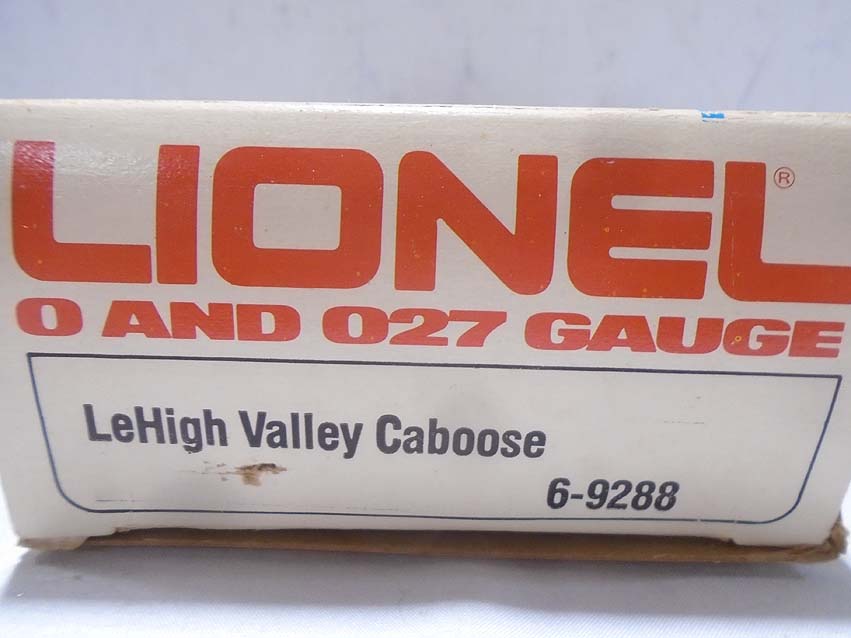 LIONEL®
O AND 027 GAUGE
LeHigh Valley Caboose
6-9288